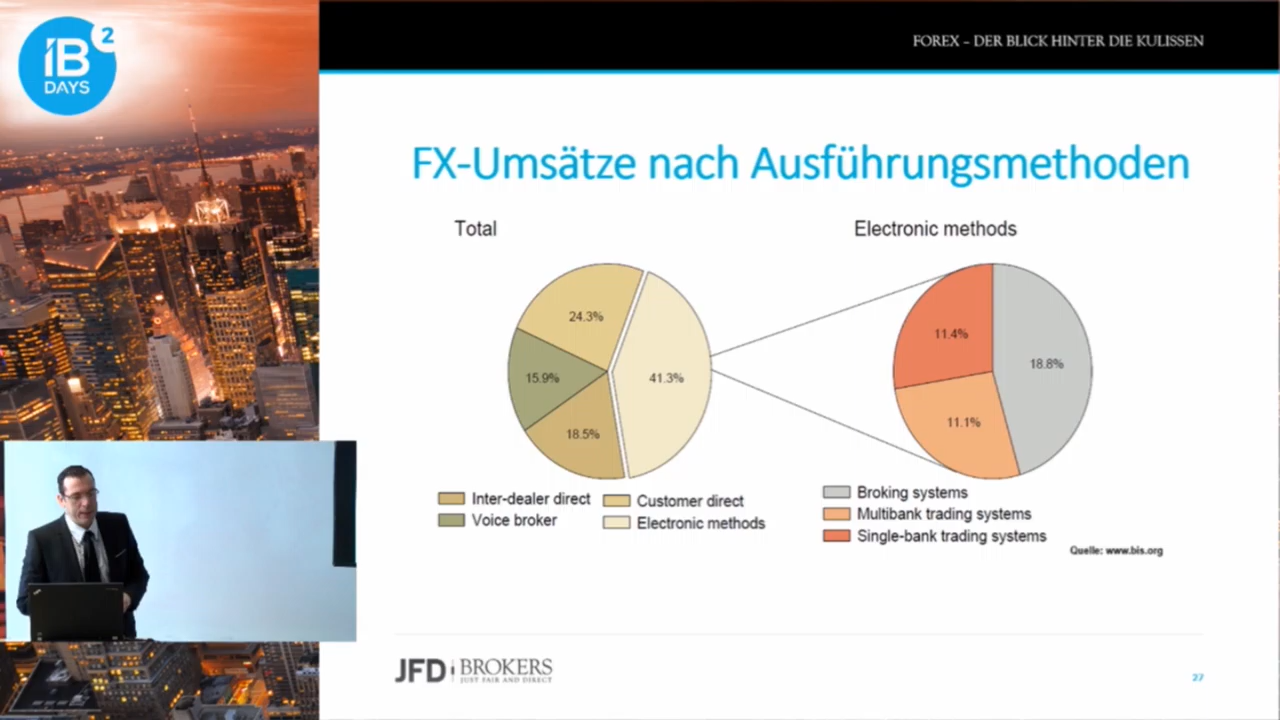 IB 2
DAYS
FOREX – DER BLICK HINTER DIE KULISSEN
FX-Umsätze nach Ausführungsmethoden
Total
Electronic methods
24.3%
15.9%
41.3%
18.5%
11.4%
18.8%
11.1%
Inter-dealer direct
Customer direct
Voice broker
Electronic methods
Broking systems
Multibank trading systems
Single-bank trading systems
Quelle: www.bis.org
JFD BROKERS
JUST FAIR AND DIRECT
27